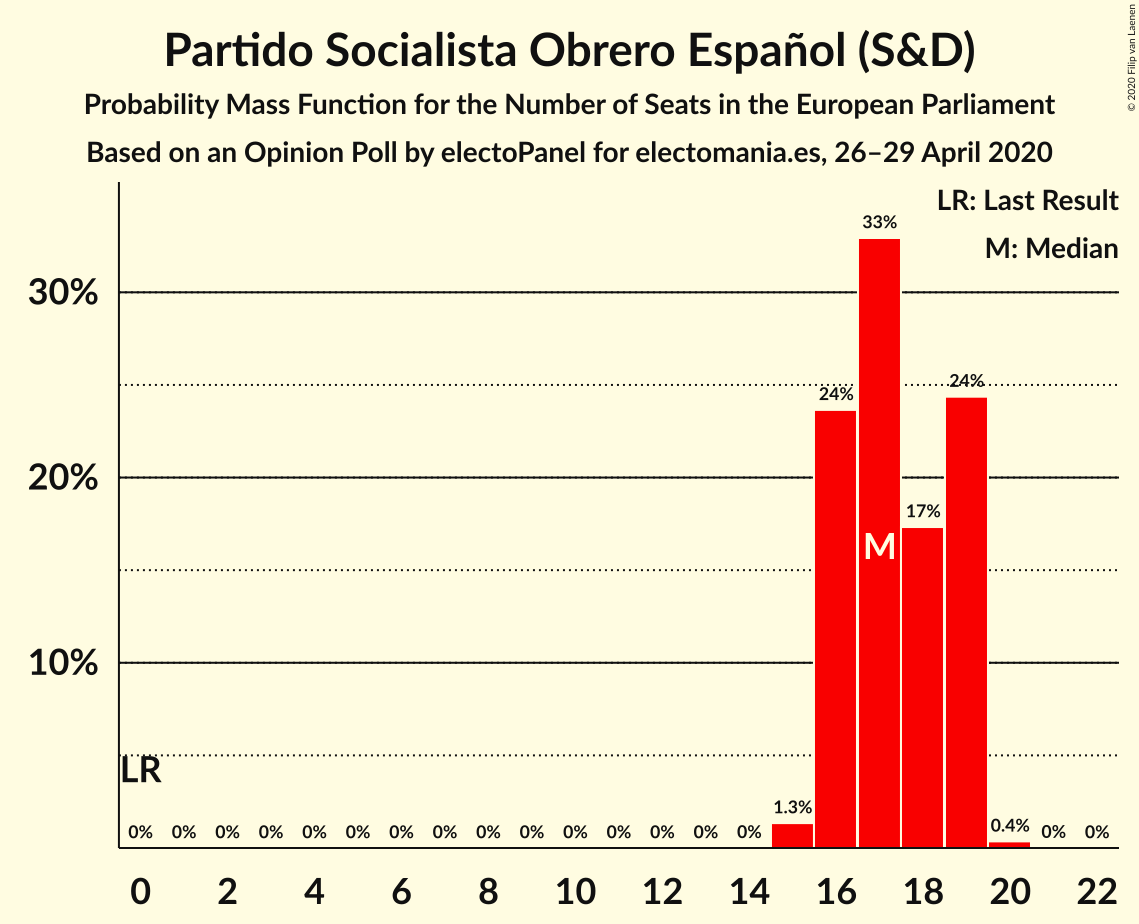 Partido Socialista Obrero Español (S&D)
Probability Mass Function for the Number of Seats in the European Parliament
Based on an Opinion Poll by electoPanel for electomania.es, 26–29 April 2020
© 2020 Filip van Laenen
LR: Last Result
M: Median
30%
20%
10%
33%
24%
24%
17%
M
LR
0% 0% 0% 0% 0% 0% 0% 0% 0% 0% 0% 0% 0% 0% 0% 1.3% 0.4% 0% 0%
0 2 4 6 8 10 12 14 16 18 20 22